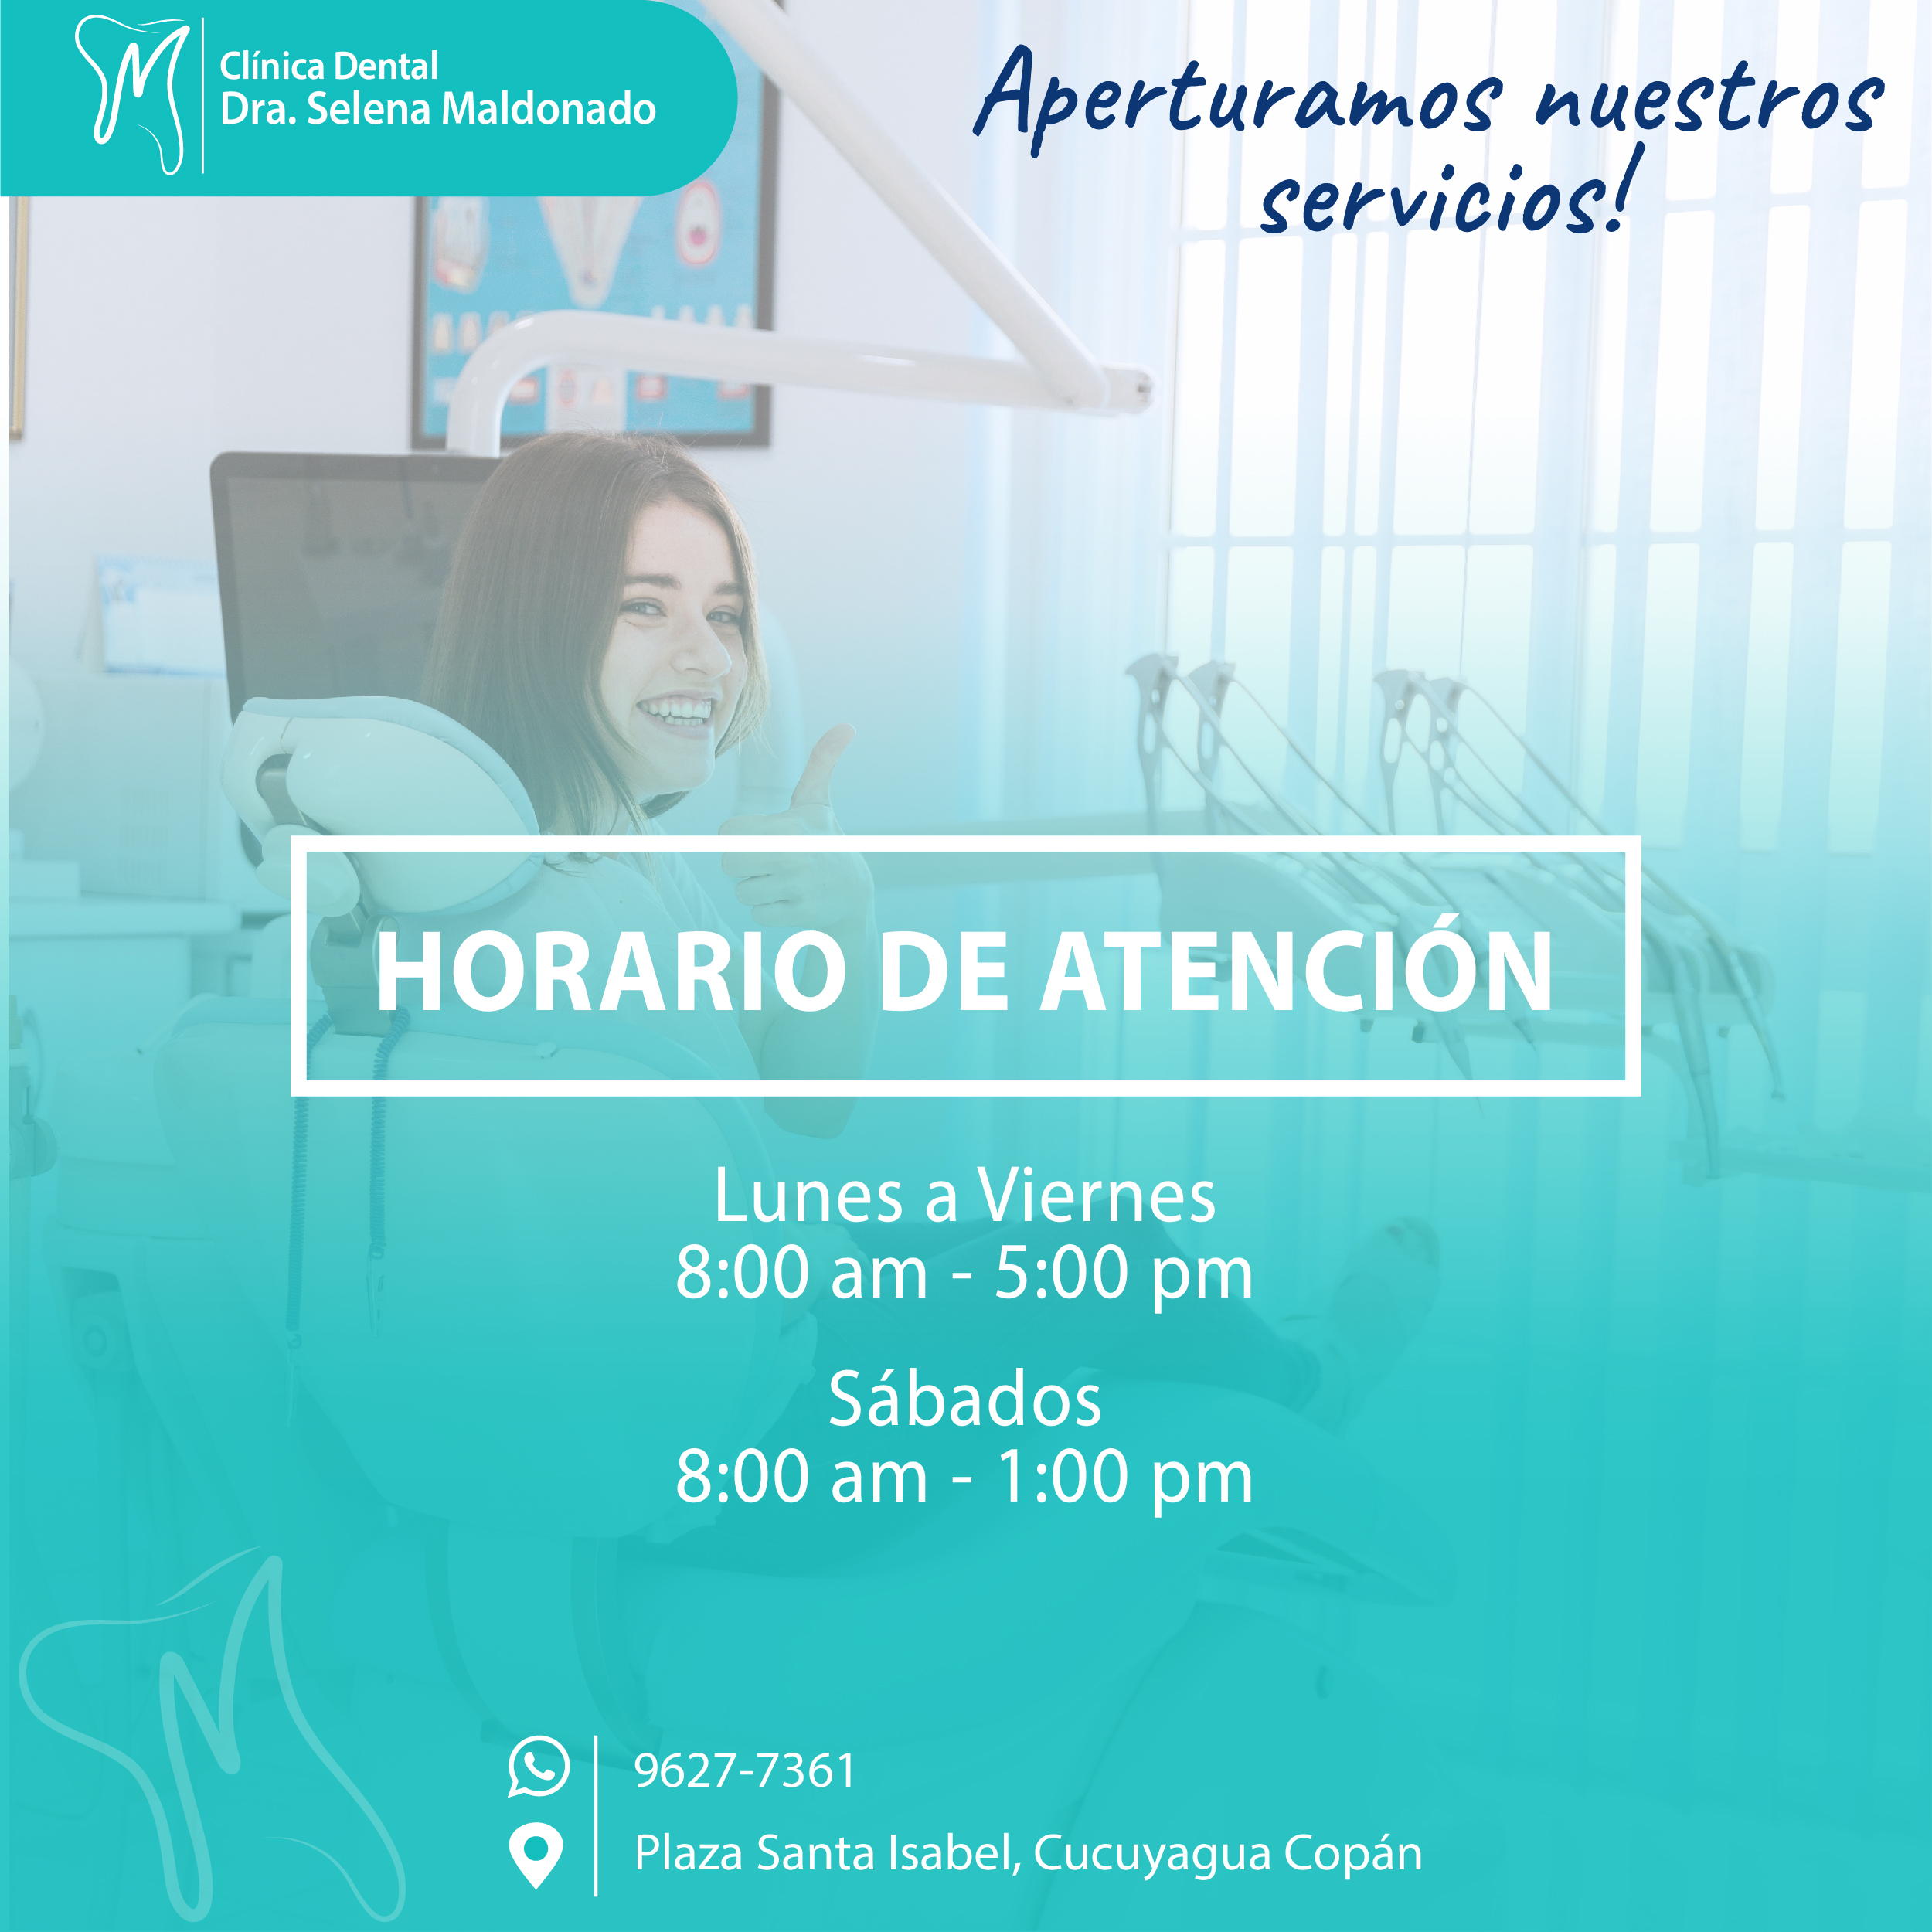 Clínica Dental
Dra. Selena Maldonado
Aperturamos nuestros
servicios!
HORARIO DE ATENCIÓN
Lunes a Viernes
8:00 am - 5:00 pm
Sábados
8:00 am - 1:00 pm
9627-7361
Plaza Santa Isabel, Cucuyagua Copán